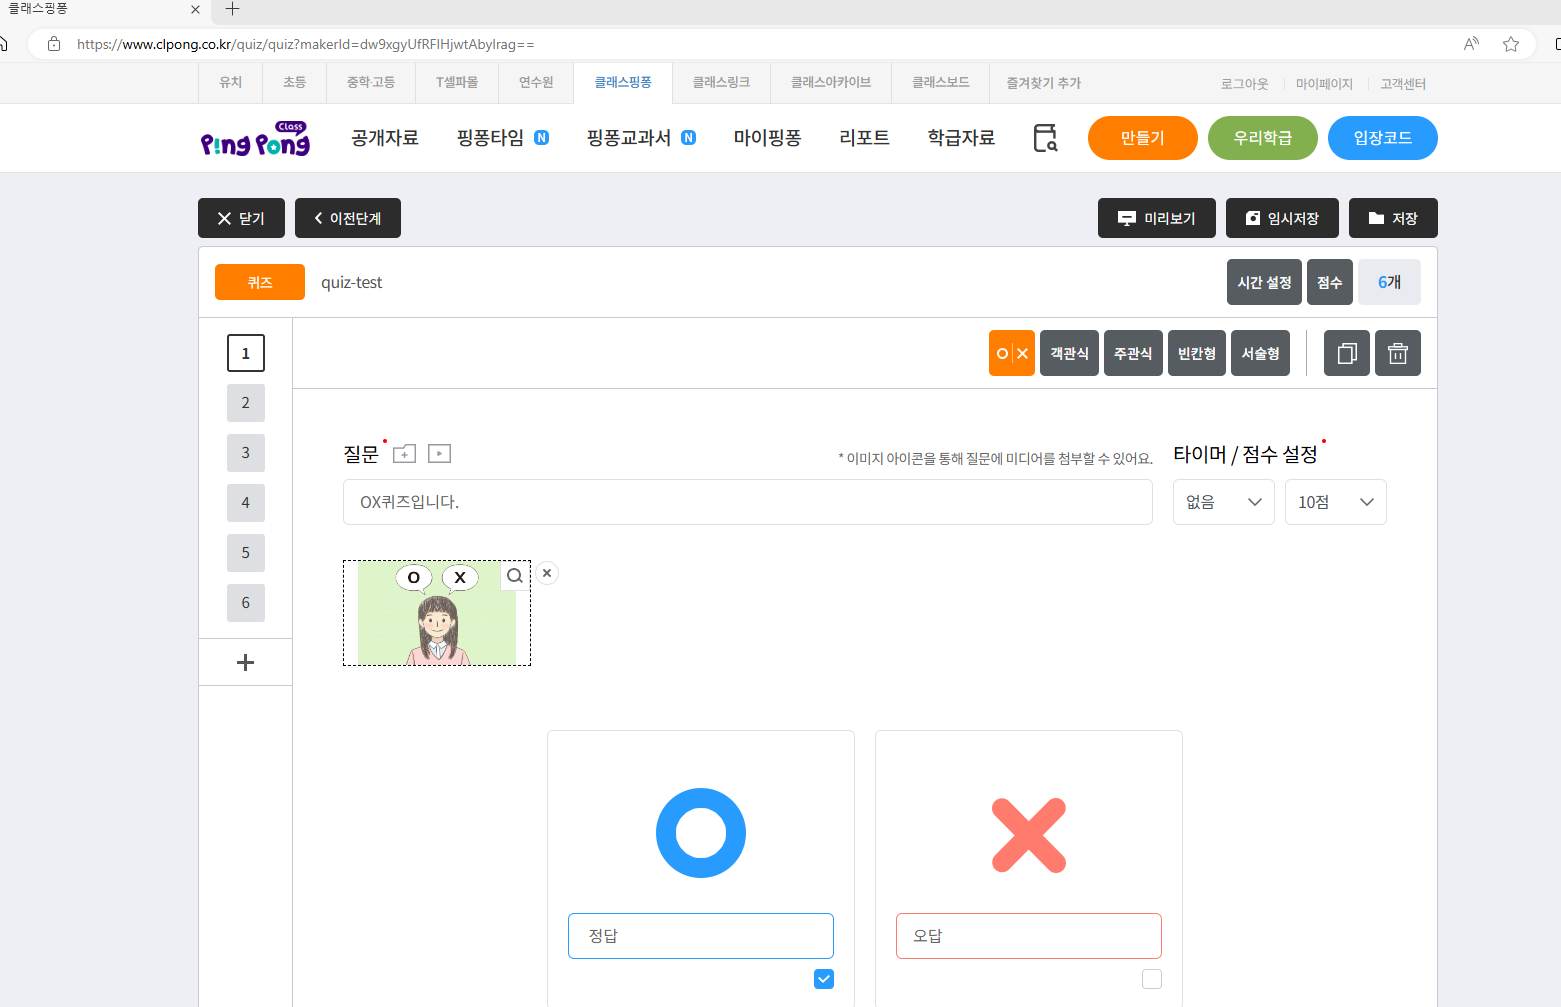 클래스핑퐁
https://www.clpong.co.kr/quiz/quiz?makerId=dw9xgyUfRFIHjwtAbyIrag==
유치 초등 중학·고등 T셀파몰 연수원 클래스핑퐁 클래스링크 클래스아카이브 클래스보드 즐겨찾기 추가 로그아웃 마이페이지 고객센터
Class
Ping Pong
공개자료 핑퐁타임 N 핑퐁교과서 N 마이핑퐁 리포트 학급자료 만들기 우리학급 입장코드
닫기 이전단계 미리보기 임시저장 저장
퀴즈 quiz-test 시간 설정 점수 6개
1 O X 객관식 주관식 빈칸형 서술형
2
3
4
5
6
질문 * 이미지 아이콘을 통해 질문에 미디어를 첨부할 수 있어요. 타이머 / 점수 설정
OX퀴즈입니다. 없음 10점
O X
정답 오답